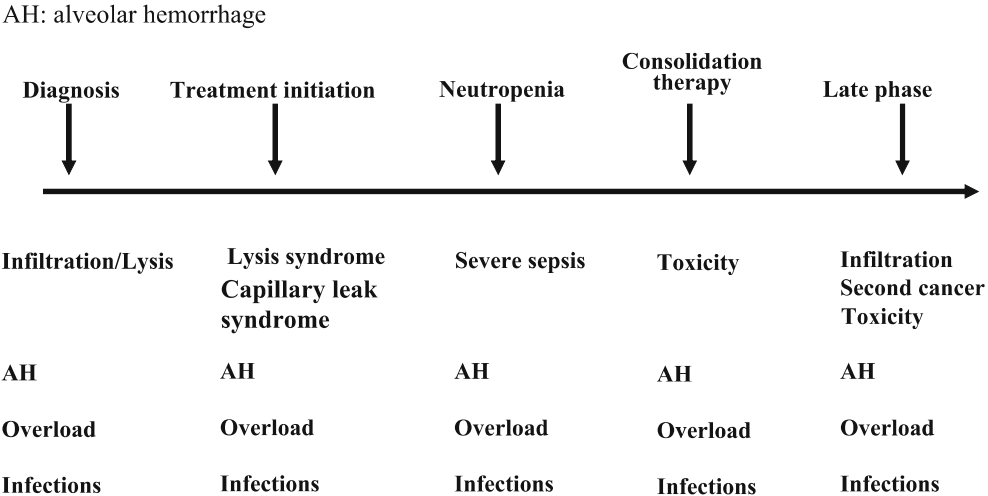 AH: alveolar hemorrhage
Diagnosis
Treatment initiation
Neutropenia
Consolidation
therapy
Late phase
Infiltration/Lysis
Lysis syndrome
Capillary leak
syndrome
Severe sepsis
Toxicity
Infiltration
Second cancer
Toxicity
AH
AH
AH
AH
AH
Overload
Overload
Overload
Overload
Overload
Infections
Infections
Infections
Infections
Infections